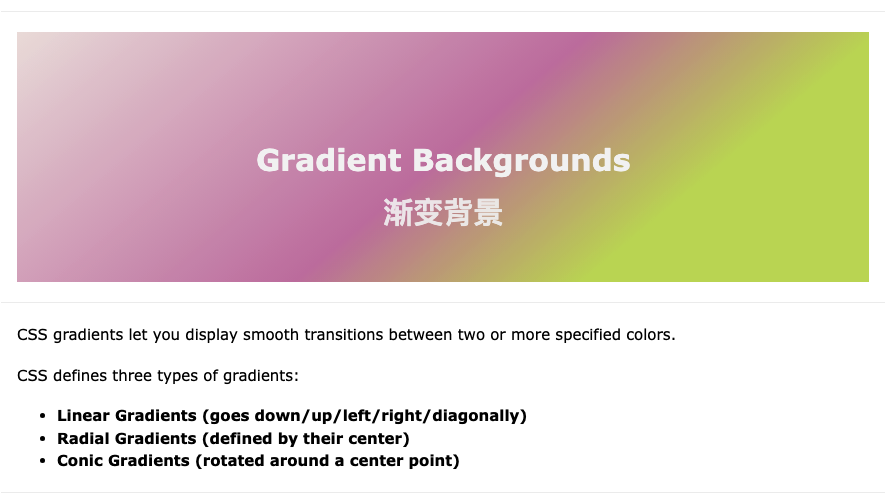 Gradient Backgrounds
渐变背景
CSS gradients let you display smooth transitions between two or more specified colors.
CSS defines three types of gradients:
• Linear Gradients (goes down/up/left/right/diagonally)
• Radial Gradients (defined by their center)
• Conic Gradients (rotated around a center point)